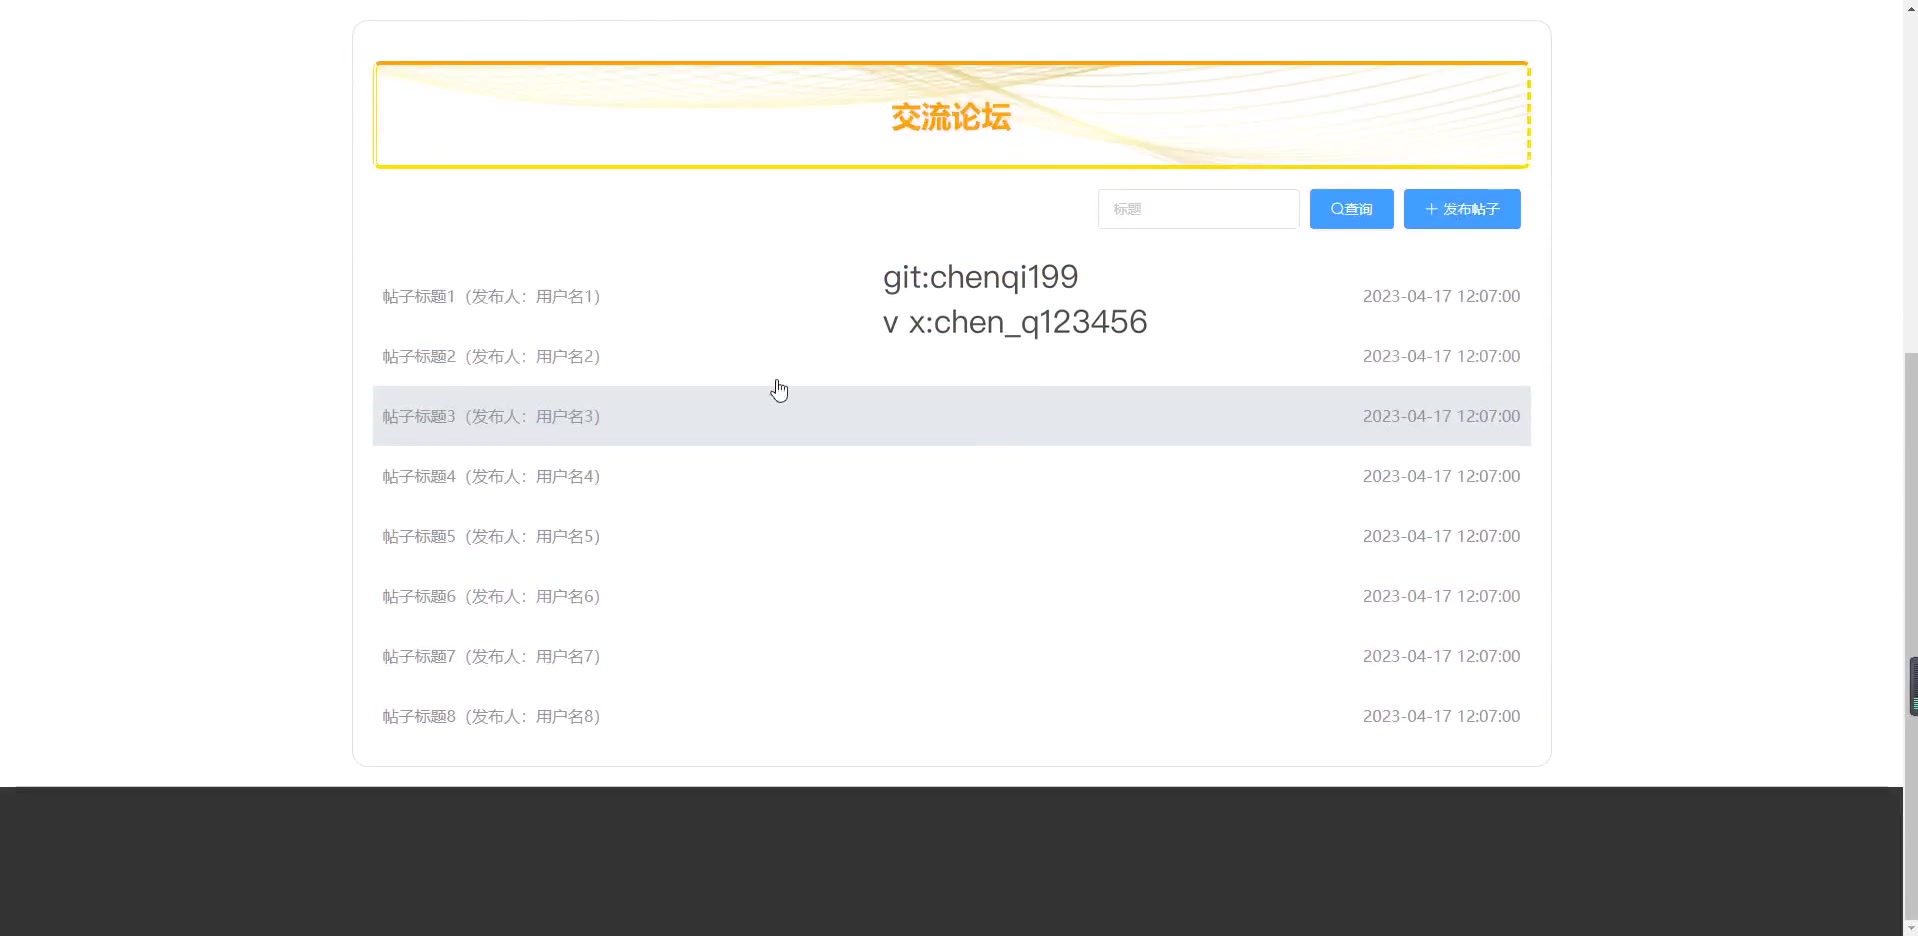 交流论坛
标题
查询
发布帖子
git:chenqi199
v x:chen_q123456
帖子标题1（发布人：用户名1） 2023-04-17 12:07:00
帖子标题2（发布人：用户名2） 2023-04-17 12:07:00
帖子标题3（发布人：用户名3） 2023-04-17 12:07:00
帖子标题4（发布人：用户名4） 2023-04-17 12:07:00
帖子标题5（发布人：用户名5） 2023-04-17 12:07:00
帖子标题6（发布人：用户名6） 2023-04-17 12:07:00
帖子标题7（发布人：用户名7） 2023-04-17 12:07:00
帖子标题8（发布人：用户名8） 2023-04-17 12:07:00